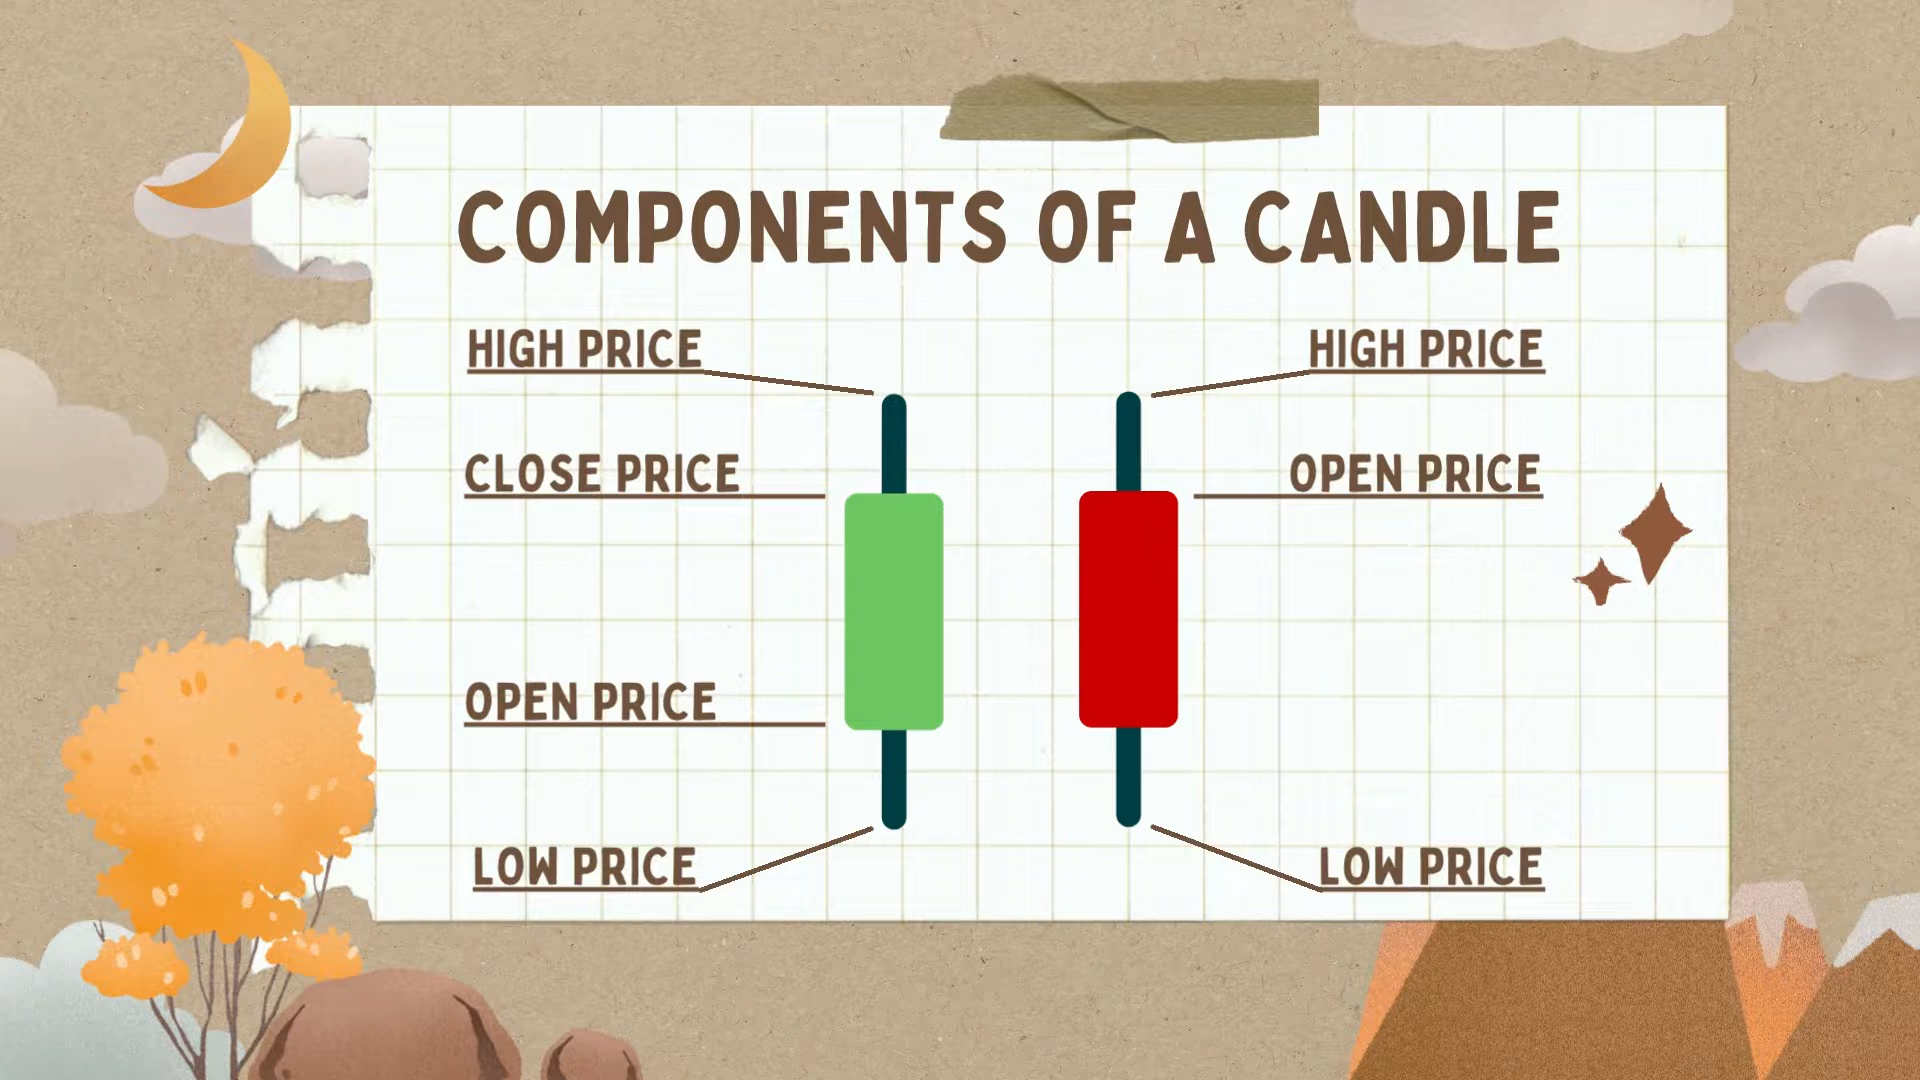 COMPONENTS OF A CANDLE
HIGH PRICE
HIGH PRICE
CLOSE PRICE
OPEN PRICE
OPEN PRICE
LOW PRICE
LOW PRICE